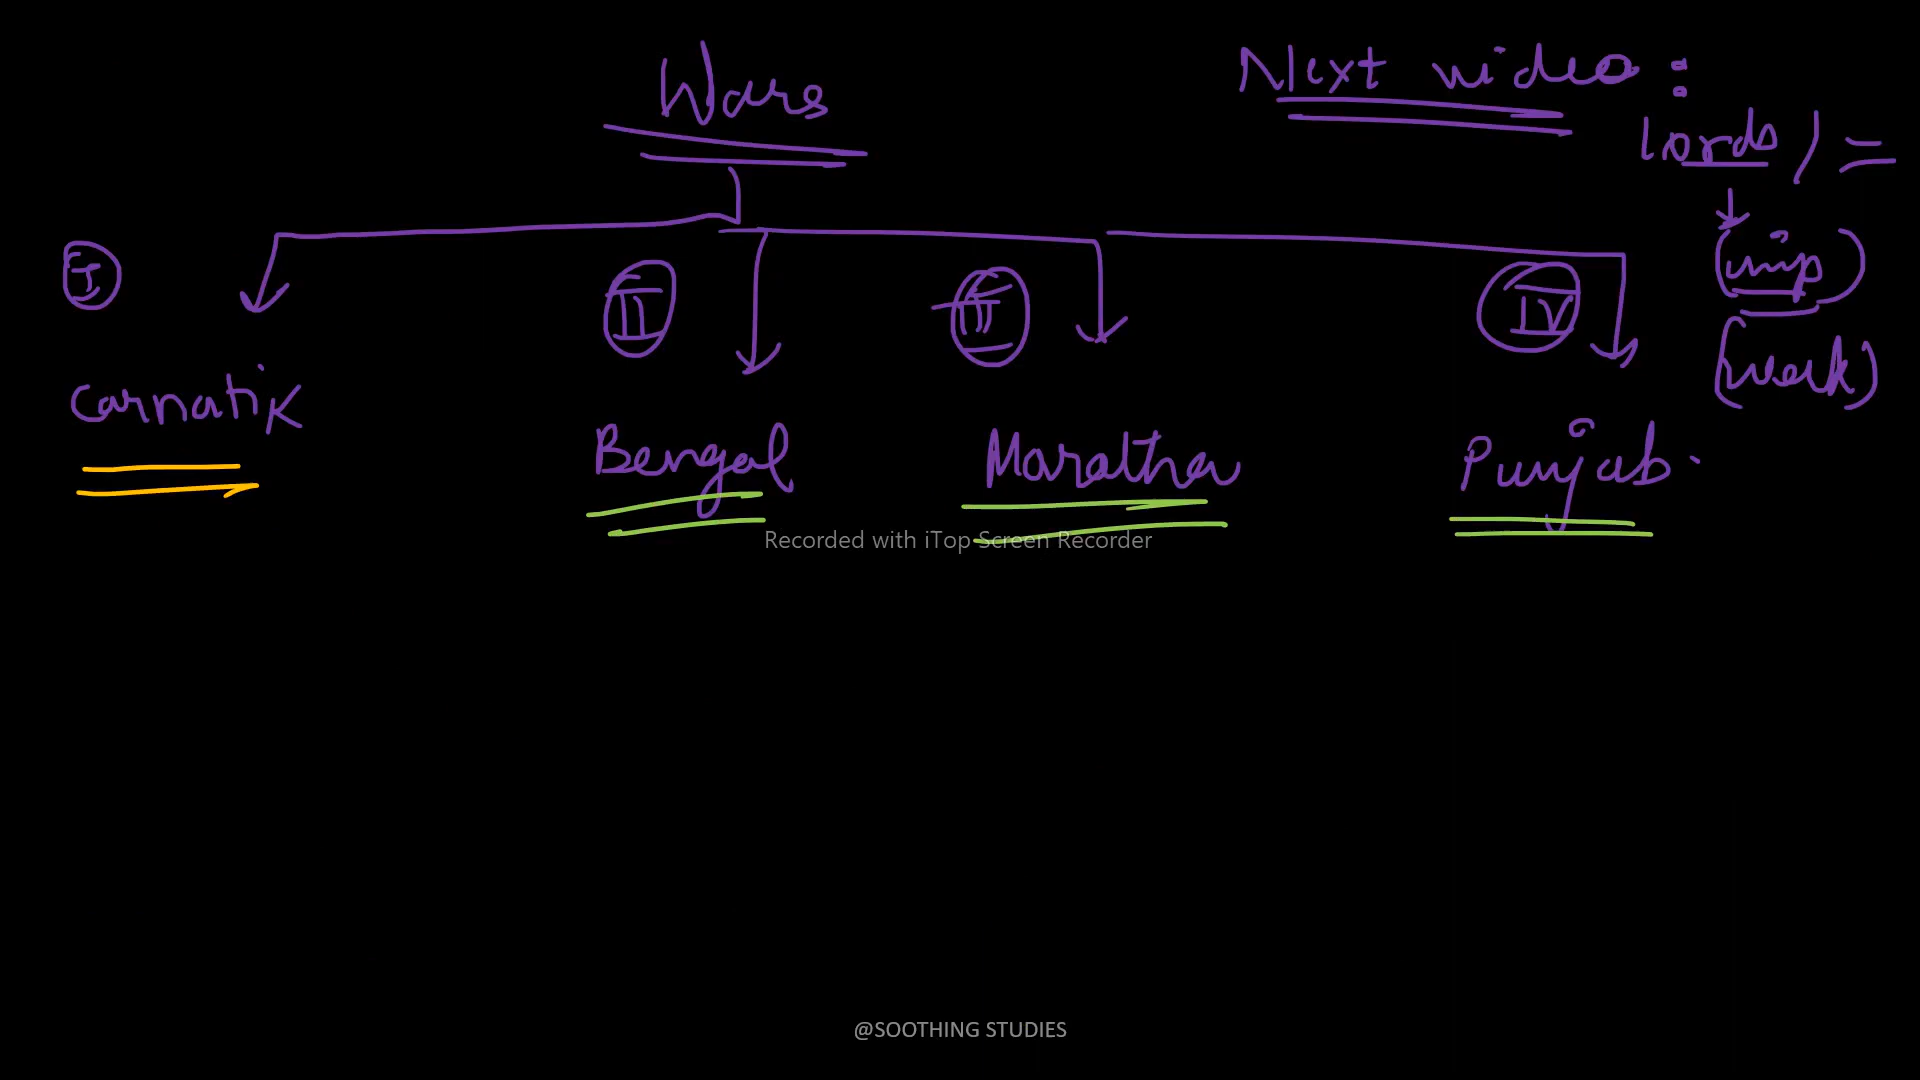 Wars
Next video :
lords / =
(imp)
(week)
I
II
III
IV
Carnatik
Bengal
Maratha
Punjab.
Recorded with iTop Screen Recorder
@SOOTHING STUDIES